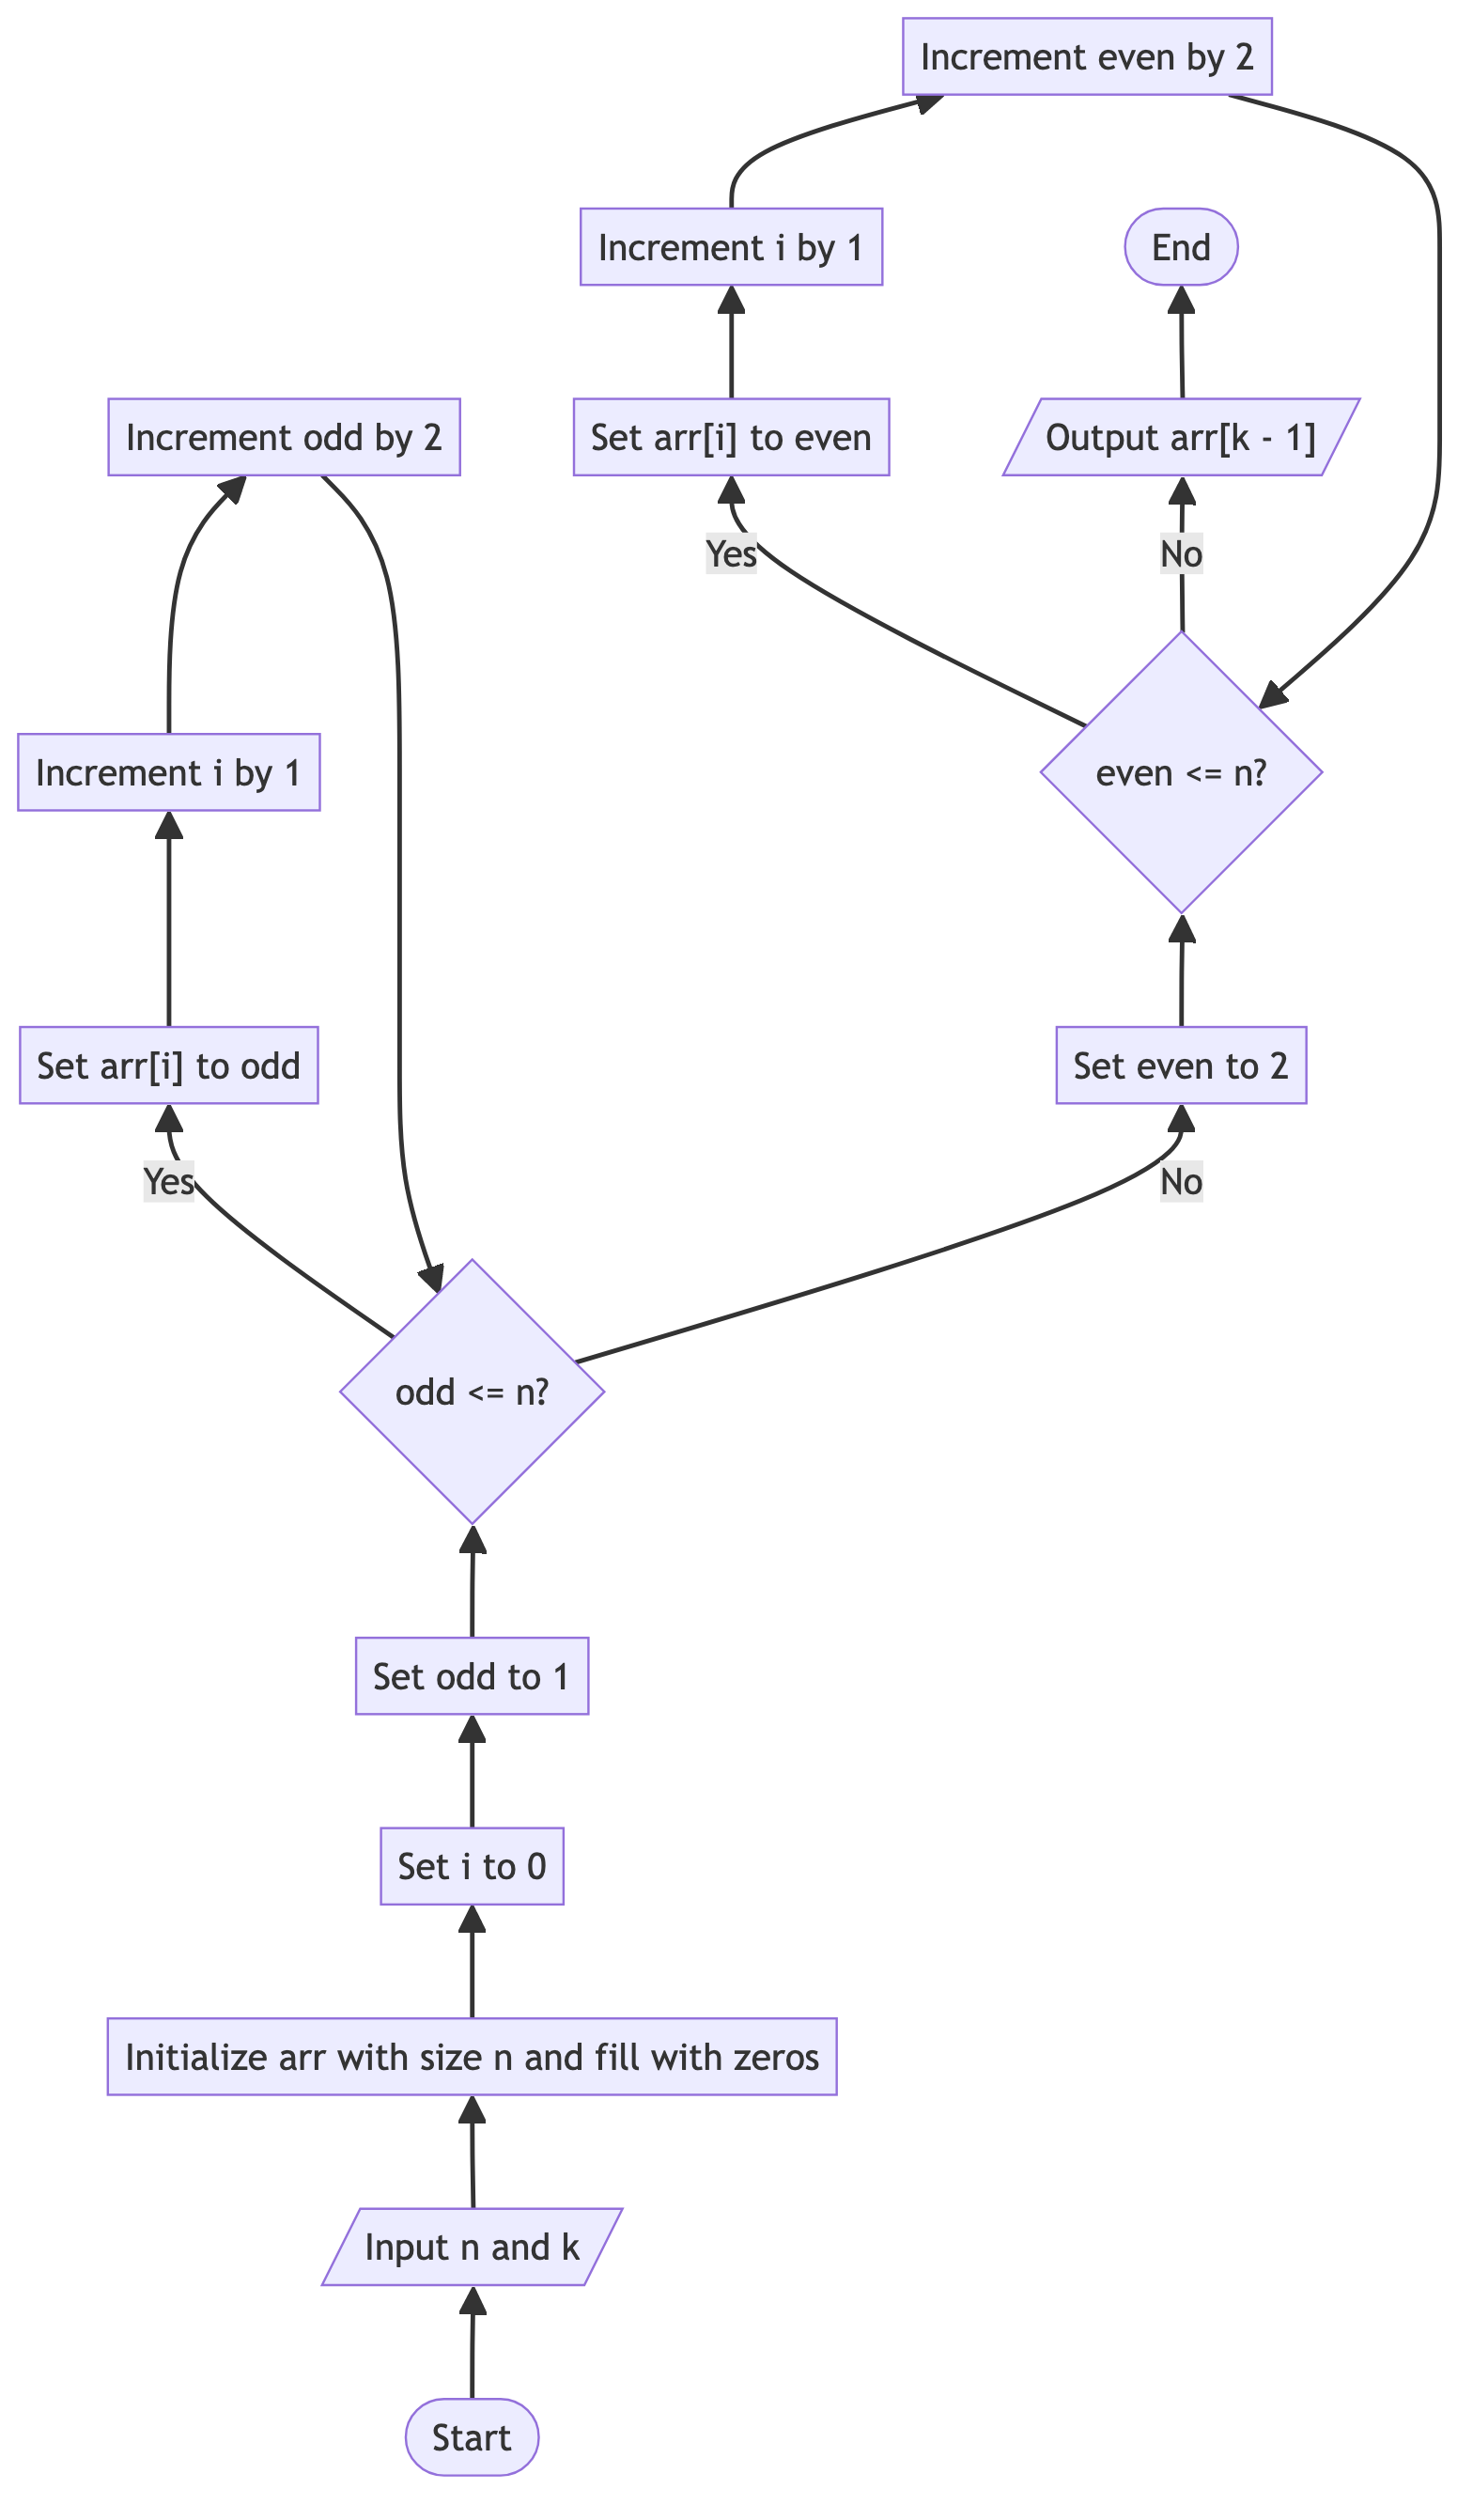 Increment even by 2
Increment i by 1
End
Increment odd by 2
Set arr[i] to even
Output arr[k - 1]
Yes
No
Increment i by 1
even <= n?
Set arr[i] to odd
Set even to 2
Yes
No
odd <= n?
Set odd to 1
Set i to 0
Initialize arr with size n and fill with zeros
Input n and k
Start